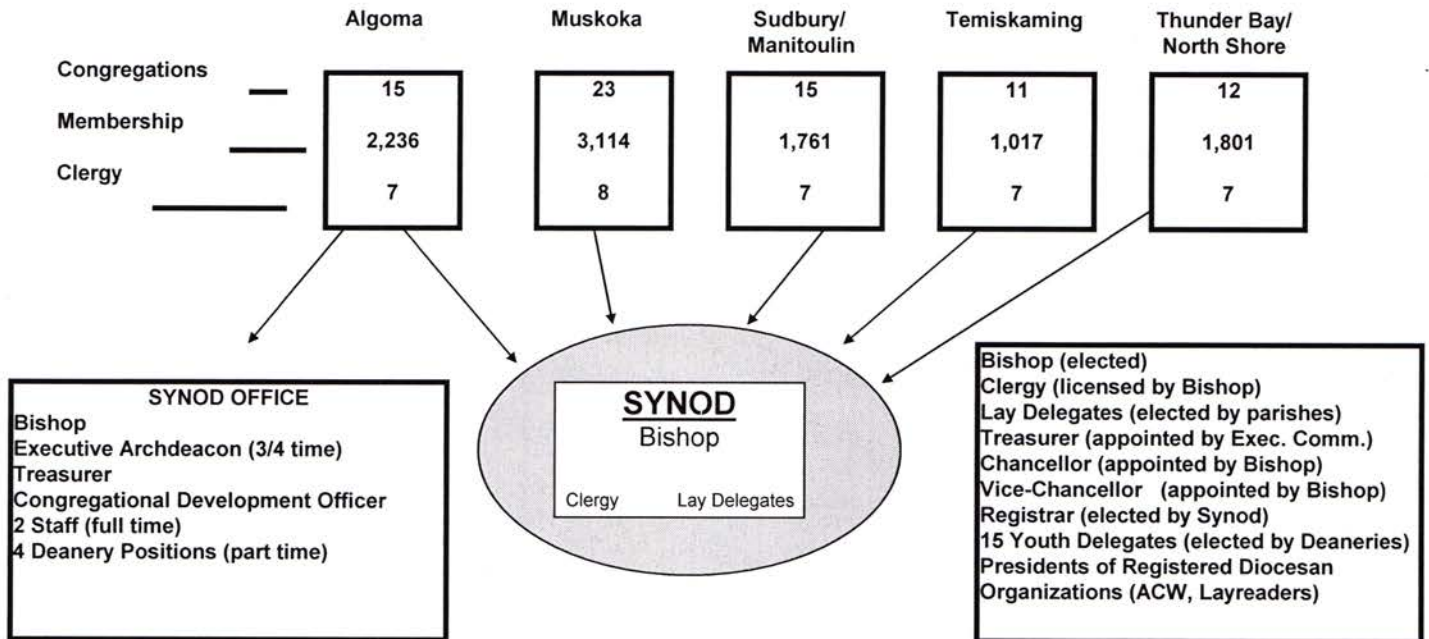 Algoma
Muskoka
Sudbury/
Manitoulin
Temiskaming
Thunder Bay/
North Shore
Congregations
15
23
15
11
12
Membership
2,236
3,114
1,761
1,017
1,801
Clergy
7
8
7
7
7
SYNOD OFFICE
Bishop
Executive Archdeacon (3/4 time)
Treasurer
Congregational Development Officer
2 Staff (full time)
4 Deanery Positions (part time)
SYNOD
Bishop
Clergy Lay Delegates
Bishop (elected)
Clergy (licensed by Bishop)
Lay Delegates (elected by parishes)
Treasurer (appointed by Exec. Comm.)
Chancellor (appointed by Bishop)
Vice-Chancellor (appointed by Bishop)
Registrar (elected by Synod)
15 Youth Delegates (elected by Deaneries)
Presidents of Registered Diocesan
Organizations (ACW, Layreaders)